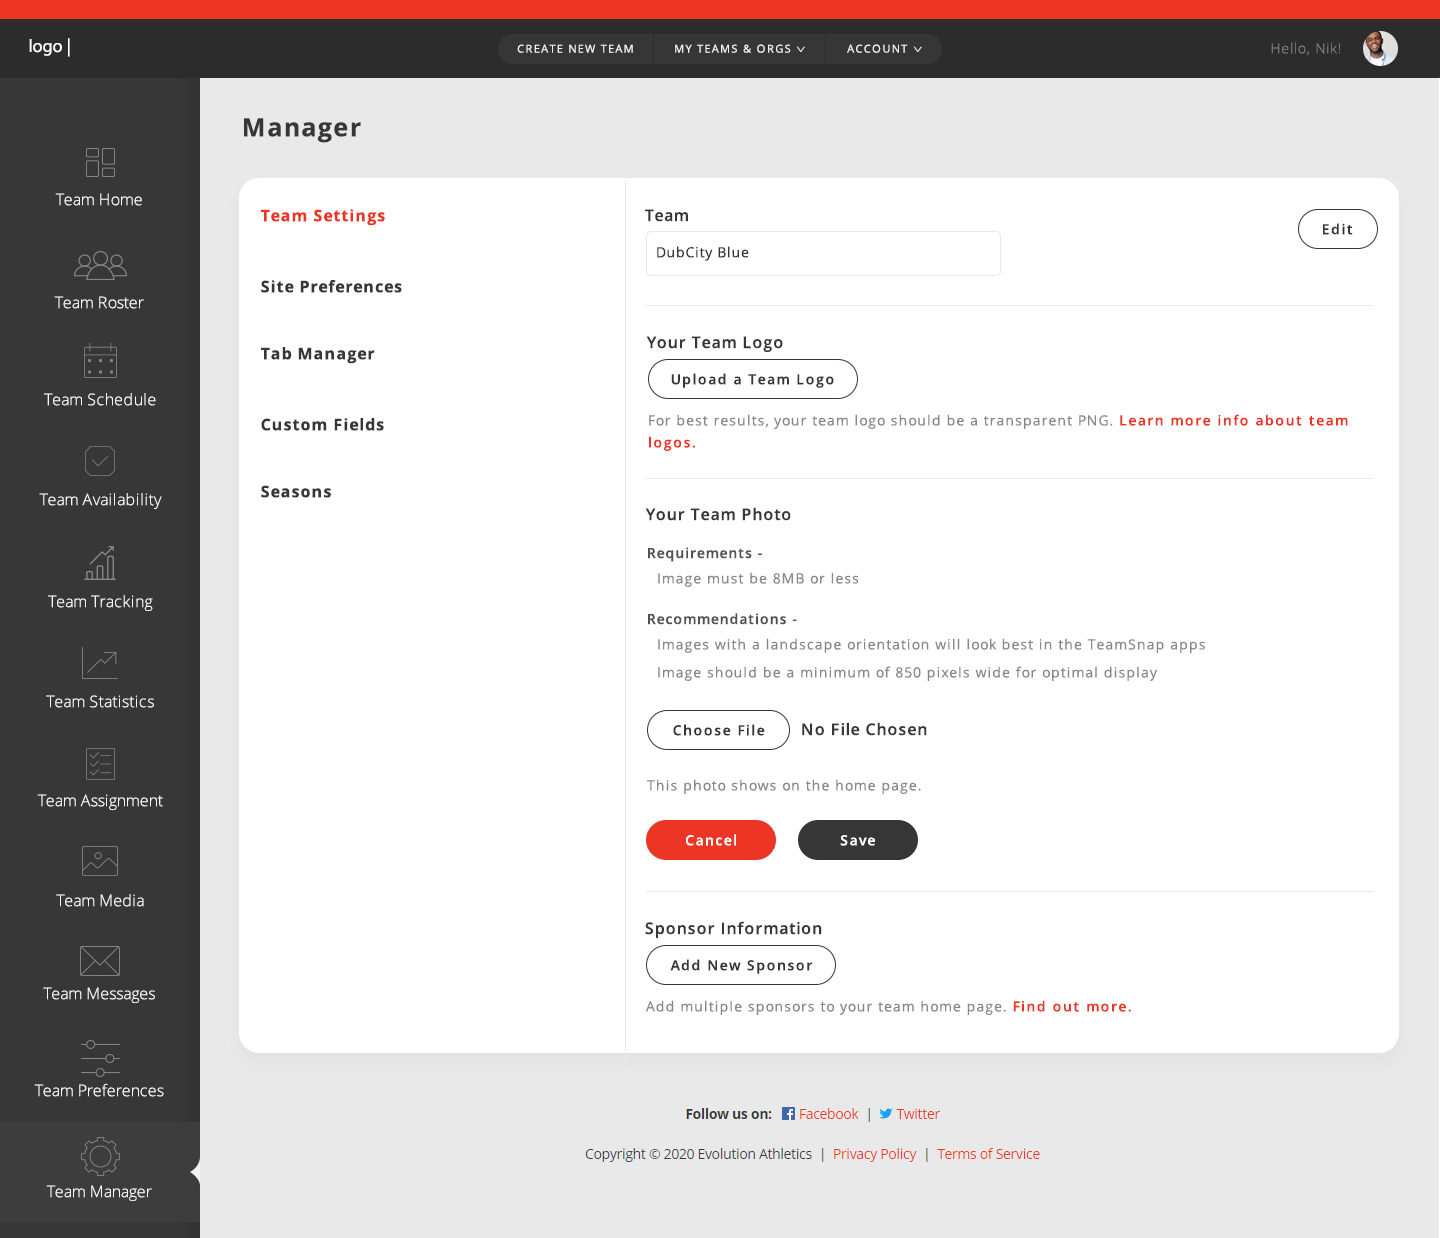 logo |
CREATE NEW TEAM
MY TEAMS & ORGS
ACCOUNT
Hello, Nik!
Team Home
Team Roster
Team Schedule
Team Availability
Team Tracking
Team Statistics
Team Assignment
Team Media
Team Messages
Team Preferences
Team Manager
Manager
Team Settings
Site Preferences
Tab Manager
Custom Fields
Seasons
Team
DubCity Blue
Edit
Your Team Logo
Upload a Team Logo
For best results, your team logo should be a transparent PNG. Learn more info about team
logos.
Your Team Photo
Requirements -
Image must be 8MB or less
Recommendations -
Images with a landscape orientation will look best in the TeamSnap apps
Image should be a minimum of 850 pixels wide for optimal display
Choose File
No File Chosen
This photo shows on the home page.
Cancel
Save
Sponsor Information
Add New Sponsor
Add multiple sponsors to your team home page. Find out more.
Follow us on: Facebook | Twitter
Copyright © 2020 Evolution Athletics | Privacy Policy | Terms of Service